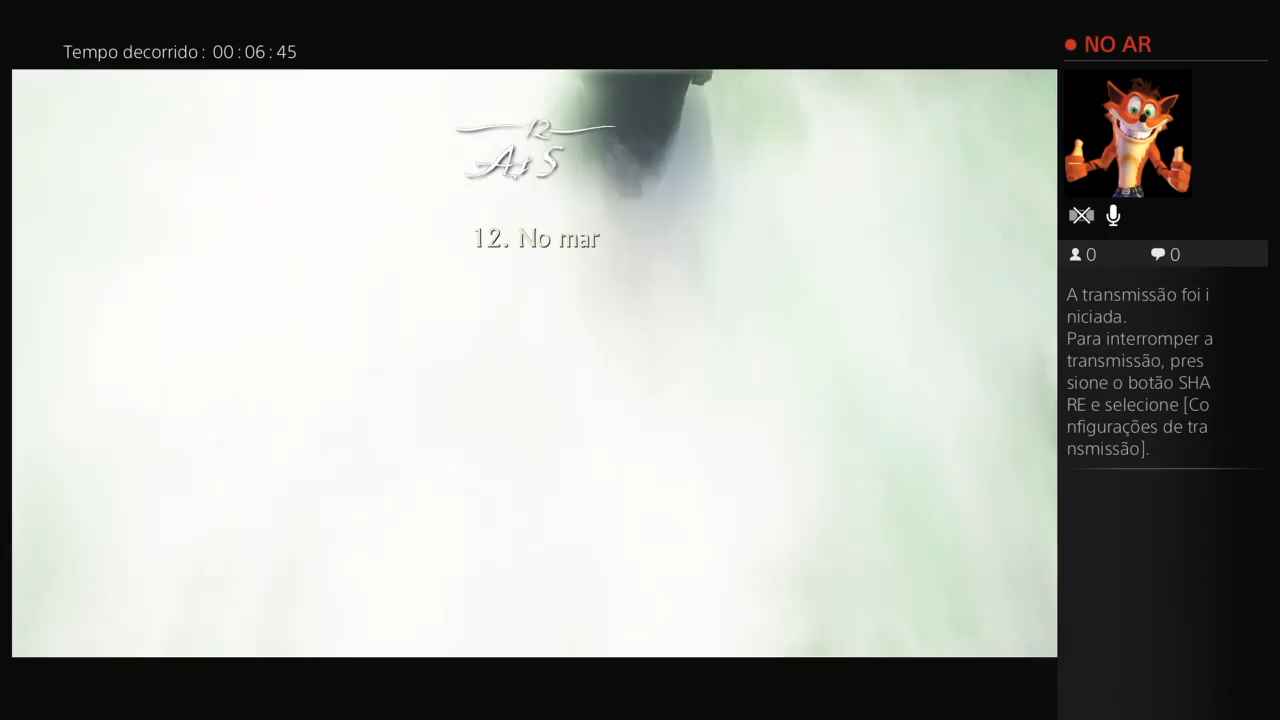 Tempo decorrido : 00:06:45
NO AR
12
12. No mar
0 0
A transmissão foi i
niciada.
Para interromper a
transmissão, pres
sione o botão SHA
RE e selecione [Co
nfigurações de tra
nsmissão].